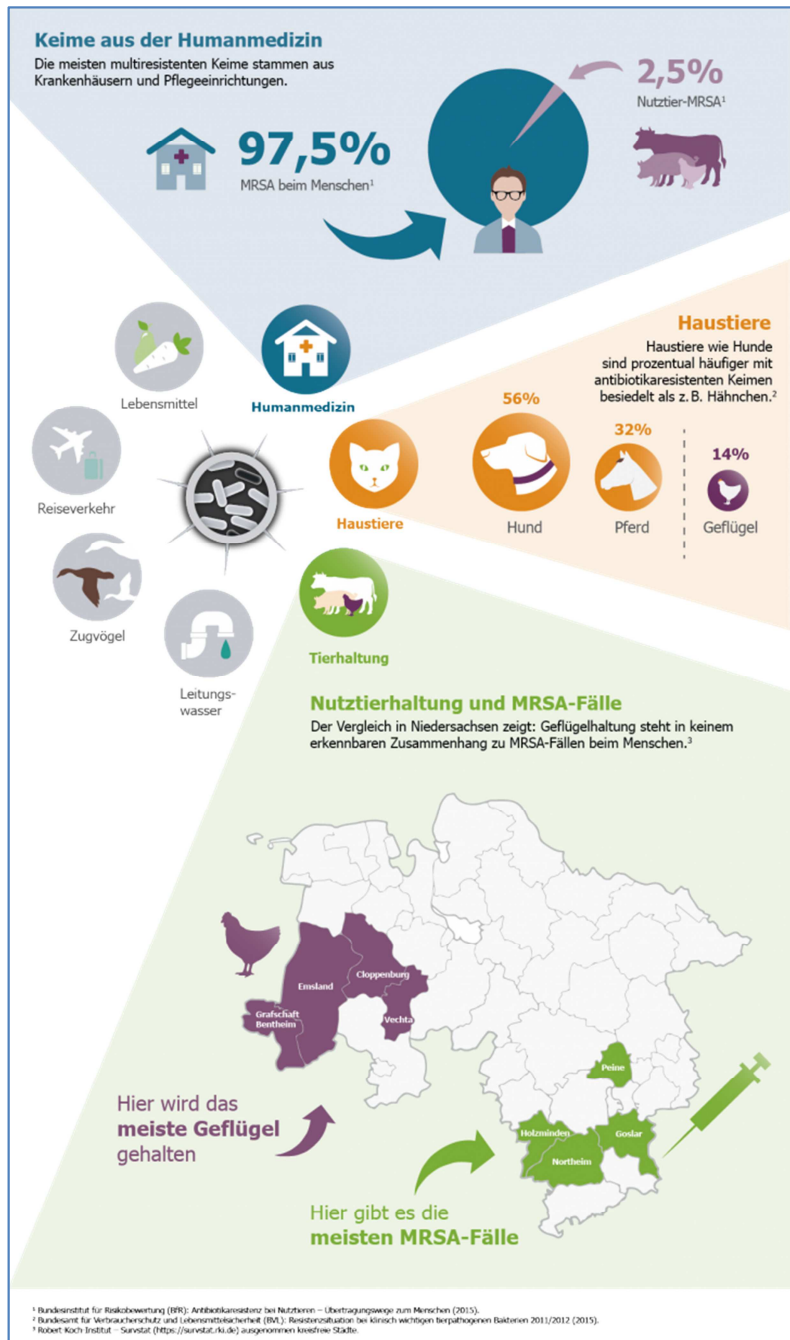 Keime aus der Humanmedizin
Die meisten multiresistenten Keime stammen aus
Krankenhäusern und Pflegeeinrichtungen.
97,5%
MRSA beim Menschen¹
2,5%
Nutztier-MRSA¹
Lebensmittel
Humanmedizin
Reiseverkehr
Haustiere
Zugvögel
Leitungs-
wasser
Tierhaltung
Haustiere
Haustiere wie Hunde
sind prozentual häufiger mit
antibiotikaresistenten Keimen
besiedelt als z. B. Hähnchen.²
56%
Hund
32%
Pferd
14%
Geflügel
Nutztierhaltung und MRSA-Fälle
Der Vergleich in Niedersachsen zeigt: Geflügelhaltung steht in keinem
erkennbaren Zusammenhang zu MRSA-Fällen beim Menschen.³
Cloppenburg
Emsland
Grafschaft
Bentheim
Vechta
Hier wird das
meiste Geflügel
gehalten
Peine
Holzminden
Goslar
Northeim
Hier gibt es die
meisten MRSA-Fälle
¹ Bundesinstitut für Risikobewertung (BfR): Antibiotikaresistenz bei Nutztieren – Übertragungswege zum Menschen (2015).
² Bundesamt für Verbraucherschutz und Lebensmittelsicherheit (BVL): Resistenzsituation bei klinisch wichtigen tierpathogenen Bakterien 2011/2012 (2015).
³ Robert Koch Institut – Survstat (https://survstat.rki.de) ausgenommen kreisfreie Städte.